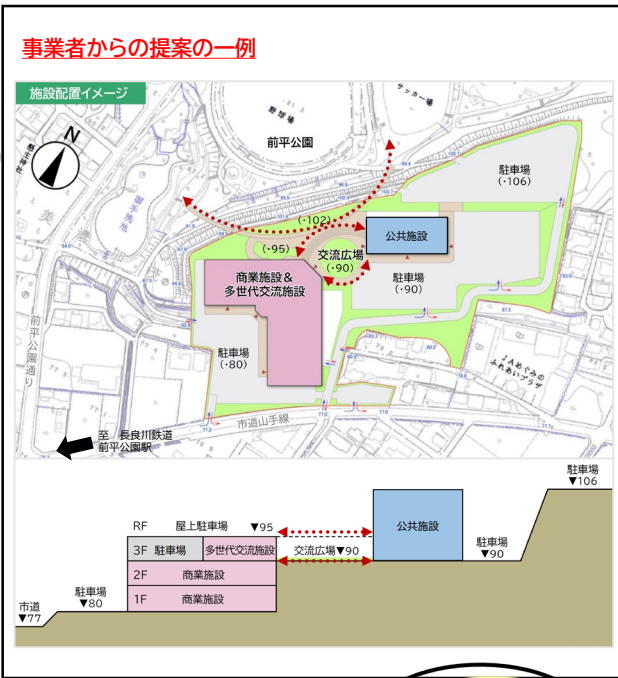 事業者からの提案の一例
施設配置イメージ
N
野球場
サッカー場
前平公園
駐車場
(・106)
(・102)
(・95)
公共施設
交流広場
(・90)
駐車場
(・90)
商業施設&
多世代交流施設
駐車場
(・80)
前平公園通り
JAめぐみの
ふれあいプラザ
市道山手線
至 長良川鉄道
前平公園駅
駐車場
▼106
RF 屋上駐車場 ▼95
公共施設
3F 駐車場 多世代交流施設
交流広場▼90
駐車場
▼90
2F 商業施設
1F 商業施設
駐車場
▼80
市道
▼77